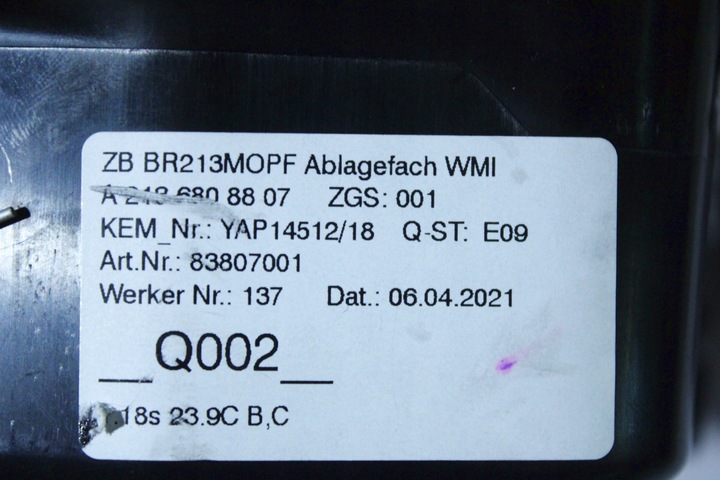 ZB BR213MOPF Ablagefach WMI
A 213 680 88 07 ZGS: 001
KEM_Nr.: YAP14512/18 Q-ST: E09
Art.Nr.: 83807001
Werker Nr.: 137 Dat.: 06.04.2021
__Q002__
23.9C B,C